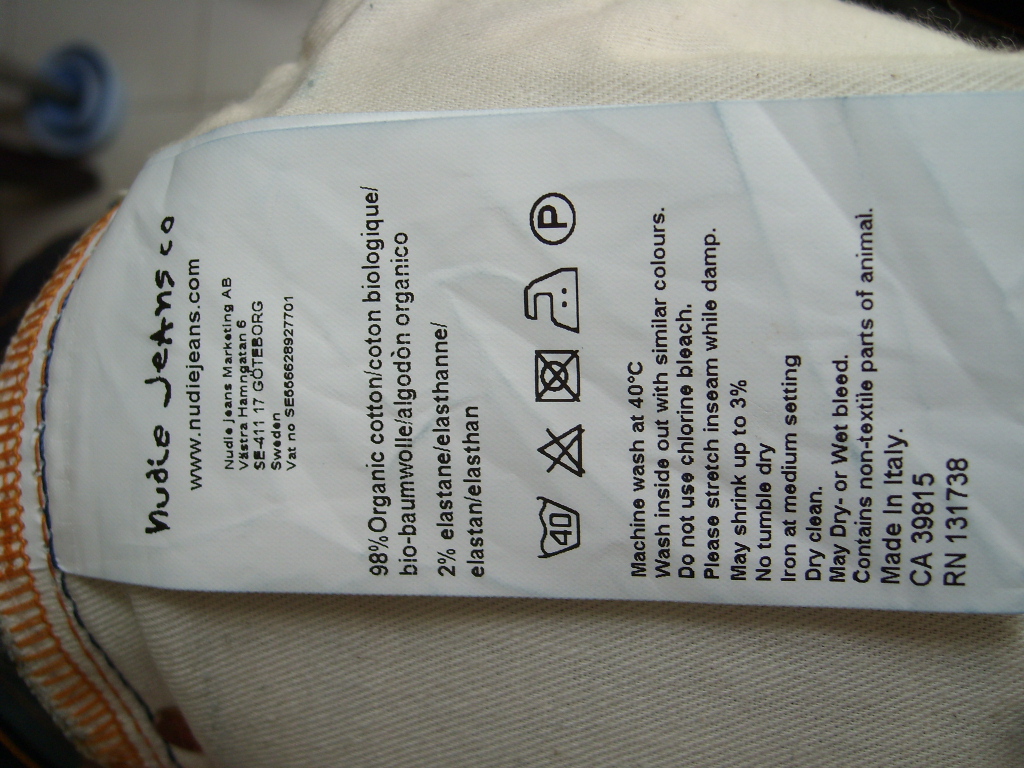 nudie Jeans co
www.nudiejeans.com
Nudie Jeans Marketing AB
Västra Hamngatan 6
SE-411 17 GÖTEBORG
Sweden
Vat no SE556628927701
98%Organic cotton/coton biologique/
bio-baumwolle/algodòn organico
2% elastane/elasthanne/
elastan/elasthan
40 P
Machine wash at 40°C
Wash inside out with similar colours.
Do not use chlorine bleach.
Please stretch inseam while damp.
May shrink up to 3%
No tumble dry
Iron at medium setting
Dry clean.
May Dry- or Wet bleed.
Contains non-textile parts of animal.
Made In Italy.
CA 39815
RN 131738